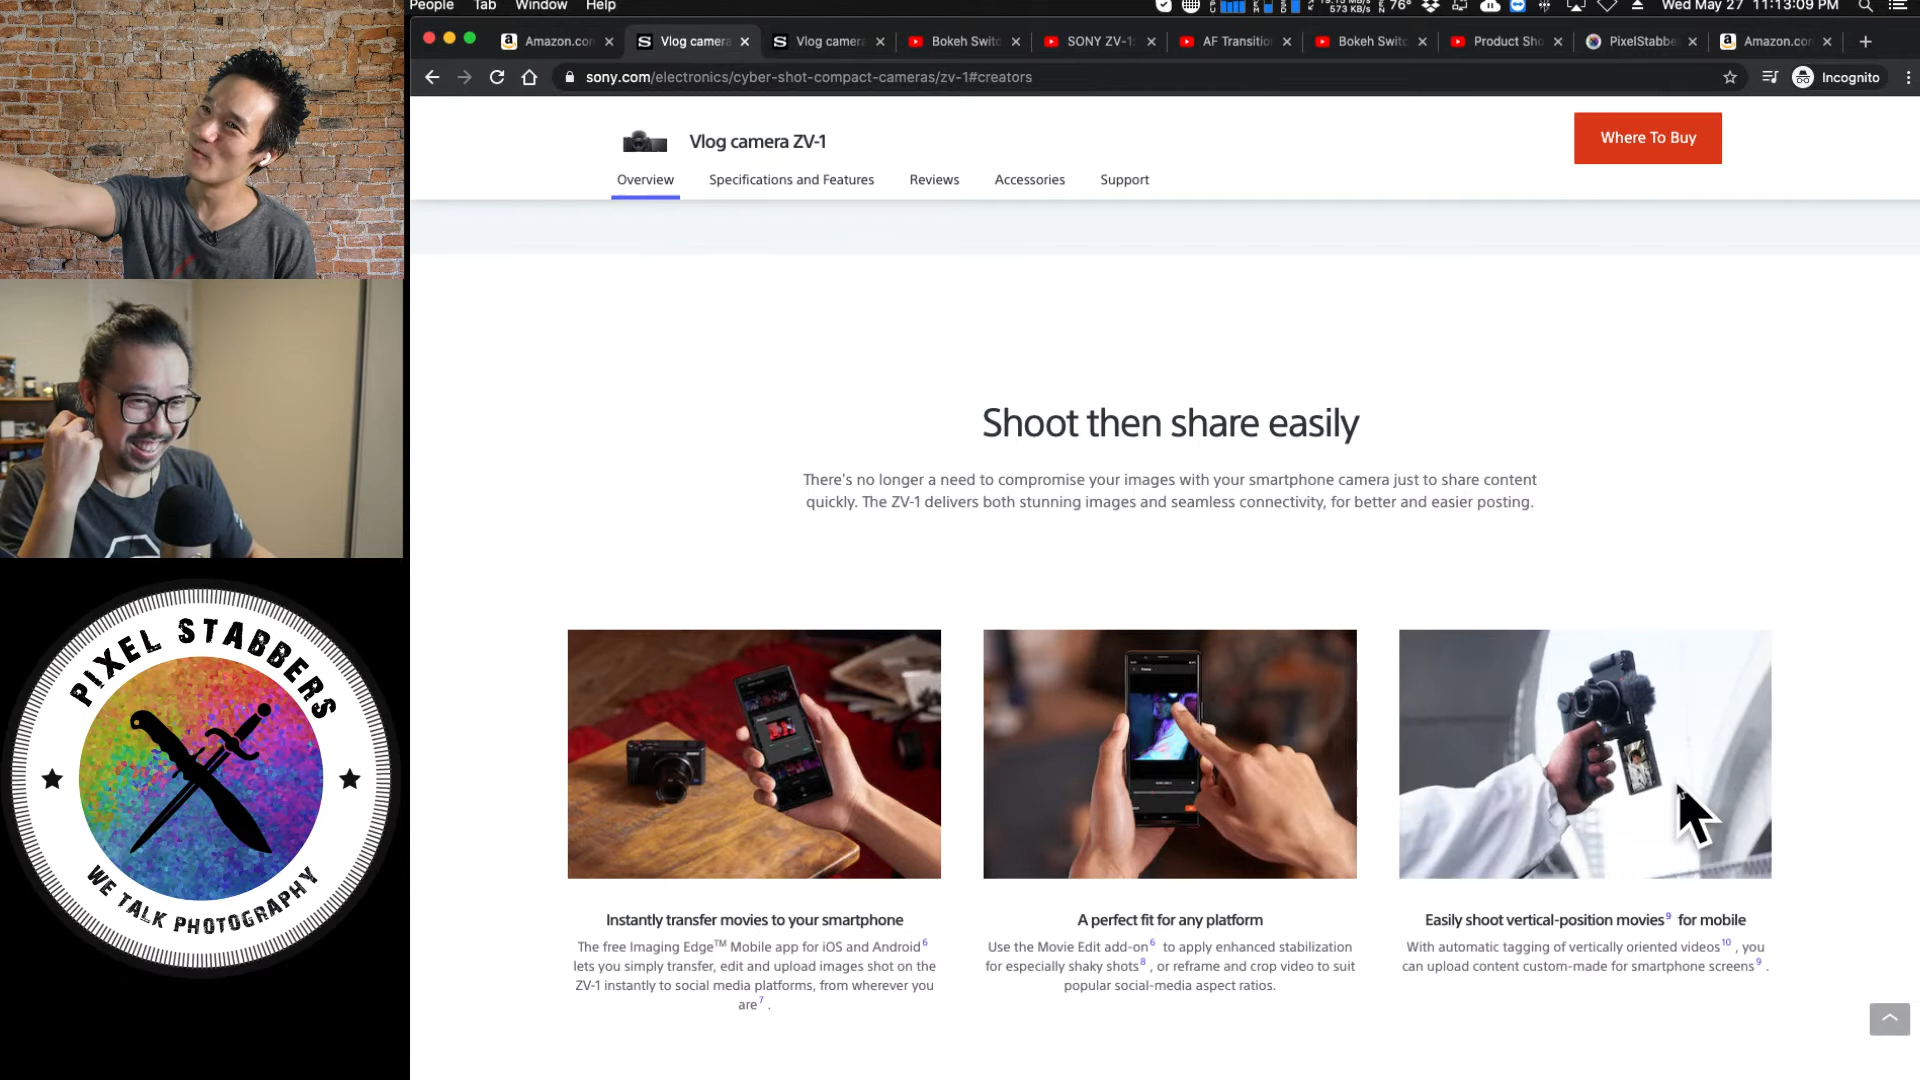 People Tab Window Help
573 KB/s 76° Wed May 27 11:13:09 PM
Amazon.co Vlog camera Vlog camera Bokeh Switc SONY ZV-1 AF Transitio Bokeh Switc Product Sho PixelStabbe Amazon.co
sony.com/electronics/cyber-shot-compact-cameras/zv-1#creators
Incognito
Vlog camera ZV-1
Where To Buy
Overview Specifications and Features Reviews Accessories Support
Shoot then share easily
There's no longer a need to compromise your images with your smartphone camera just to share content
quickly. The ZV-1 delivers both stunning images and seamless connectivity, for better and easier posting.
Instantly transfer movies to your smartphone
The free Imaging Edge™ Mobile app for iOS and Android6
lets you simply transfer, edit and upload images shot on the
ZV-1 instantly to social media platforms, from wherever you
are7 .
A perfect fit for any platform
Use the Movie Edit add-on6 to apply enhanced stabilization
for especially shaky shots8 , or reframe and crop video to suit
popular social-media aspect ratios.
Easily shoot vertical-position movies9 for mobile
With automatic tagging of vertically oriented videos10 , you
can upload content custom-made for smartphone screens9 .
PIXEL STABBERS
WE TALK PHOTOGRAPHY